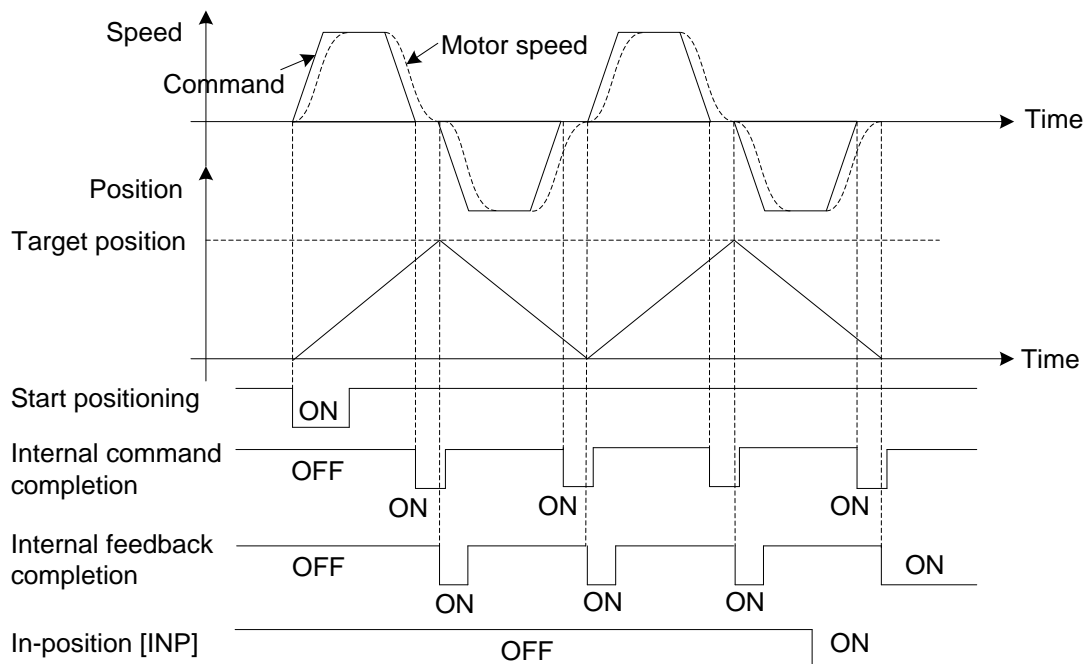 Speed
Motor speed
Command
Time
Position
Target position
Time
Start positioning
ON
Internal command
completion
OFF
ON
ON
ON
Internal feedback
completion
OFF
ON
ON
ON
ON
In-position [INP]
OFF
ON